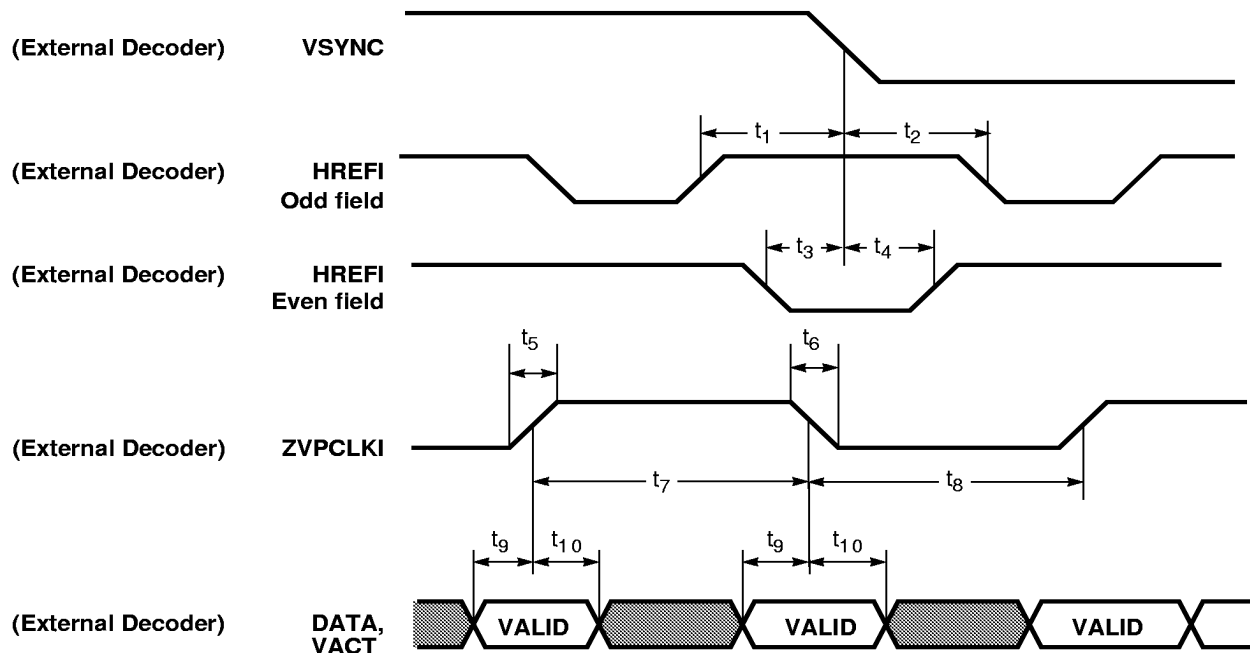 (External Decoder) VSYNC
t1 t2
(External Decoder) HREFI
Odd field
t3 t4
(External Decoder) HREFI
Even field
t5 t6
(External Decoder) ZVPCLKI
t7 t8
t9 t10 t9 t10
(External Decoder) DATA, VALID VALID VALID
VACT